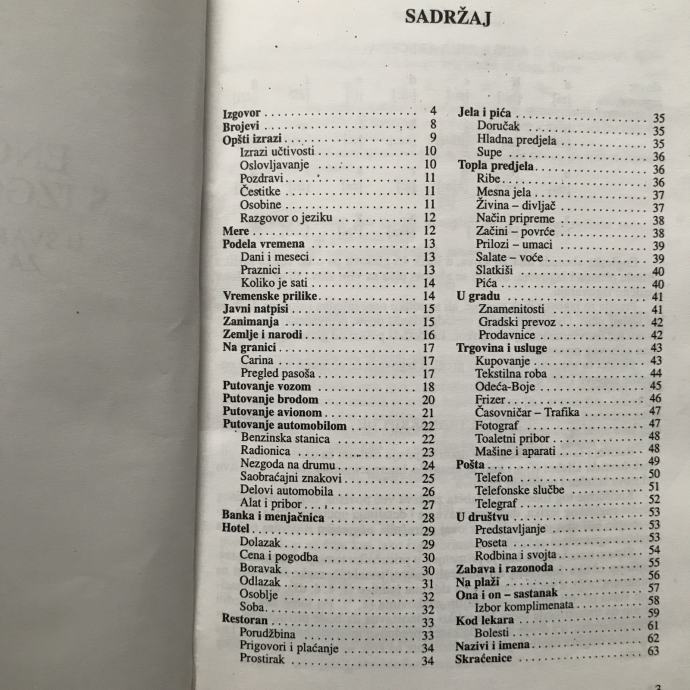 SADRŽAJ
Izgovor . . . . . 4
Brojevi . . . . . 8
Opšti izrazi . . . . . 9
Izrazi učtivosti . . . . . 10
Oslovljavanje . . . . . 10
Pozdravi . . . . . 11
Čestitke . . . . . 11
Osobine . . . . . 11
Razgovor o jeziku . . . . . 12
Mere . . . . . 12
Podela vremena . . . . . 13
Dani i meseci . . . . . 13
Praznici . . . . . 13
Koliko je sati . . . . . 14
Vremenske prilike . . . . . 14
Javni natpisi . . . . . 15
Zanimanja . . . . . 15
Zemlje i narodi . . . . . 16
Na granici . . . . . 17
Carina . . . . . 17
Pregled pasoša . . . . . 17
Putovanje vozom . . . . . 18
Putovanje brodom . . . . . 20
Putovanje avionom . . . . . 21
Putovanje automobilom . . . . . 22
Benzinska stanica . . . . . 22
Radionica . . . . . 23
Nezgoda na drumu . . . . . 24
Saobraćajni znakovi . . . . . 25
Delovi automobila . . . . . 26
Alat i pribor . . . . . 27
Banka i menjačnica . . . . . 28
Hotel . . . . . 29
Dolazak . . . . . 29
Cena i pogodba . . . . . 30
Boravak . . . . . 30
Odlazak . . . . . 31
Osoblje . . . . . 32
Soba . . . . . 32
Restoran . . . . . 33
Porudžbina . . . . . 33
Prigovori i plaćanje . . . . . 34
Prostirak . . . . . 34
Jela i pića . . . . . 35
Doručak . . . . . 35
Hladna predjela . . . . . 35
Supe . . . . . 36
Topla predjela . . . . . 36
Ribe . . . . . 36
Mesna jela . . . . . 37
Živina – divljač . . . . . 37
Način pripreme . . . . . 38
Začini – povrće . . . . . 38
Prilozi – umaci . . . . . 39
Salate – voće . . . . . 39
Slatkiši . . . . . 40
Pića . . . . . 40
U gradu . . . . . 41
Znamenitosti . . . . . 41
Gradski prevoz . . . . . 42
Prodavnice . . . . . 42
Trgovina i usluge . . . . . 43
Kupovanje . . . . . 43
Tekstilna roba . . . . . 44
Odeća-Boje . . . . . 45
Frizer . . . . . 46
Časovničar – Trafika . . . . . 47
Fotograf . . . . . 47
Toaletni pribor . . . . . 48
Mašine i aparati . . . . . 48
Pošta . . . . . 49
Telefon . . . . . 50
Telefonske službe . . . . . 51
Telegraf . . . . . 52
U društvu . . . . . 53
Predstavljanje . . . . . 53
Poseta . . . . . 53
Rodbina i svojta . . . . . 54
Zabava i razonoda . . . . . 55
Na plaži . . . . . 56
Ona i on – sastanak . . . . . 57
Izbor komplimenata . . . . . 58
Kod lekara . . . . . 59
Bolesti . . . . . 61
Nazivi i imena . . . . . 62
Skraćenice . . . . . 63
3